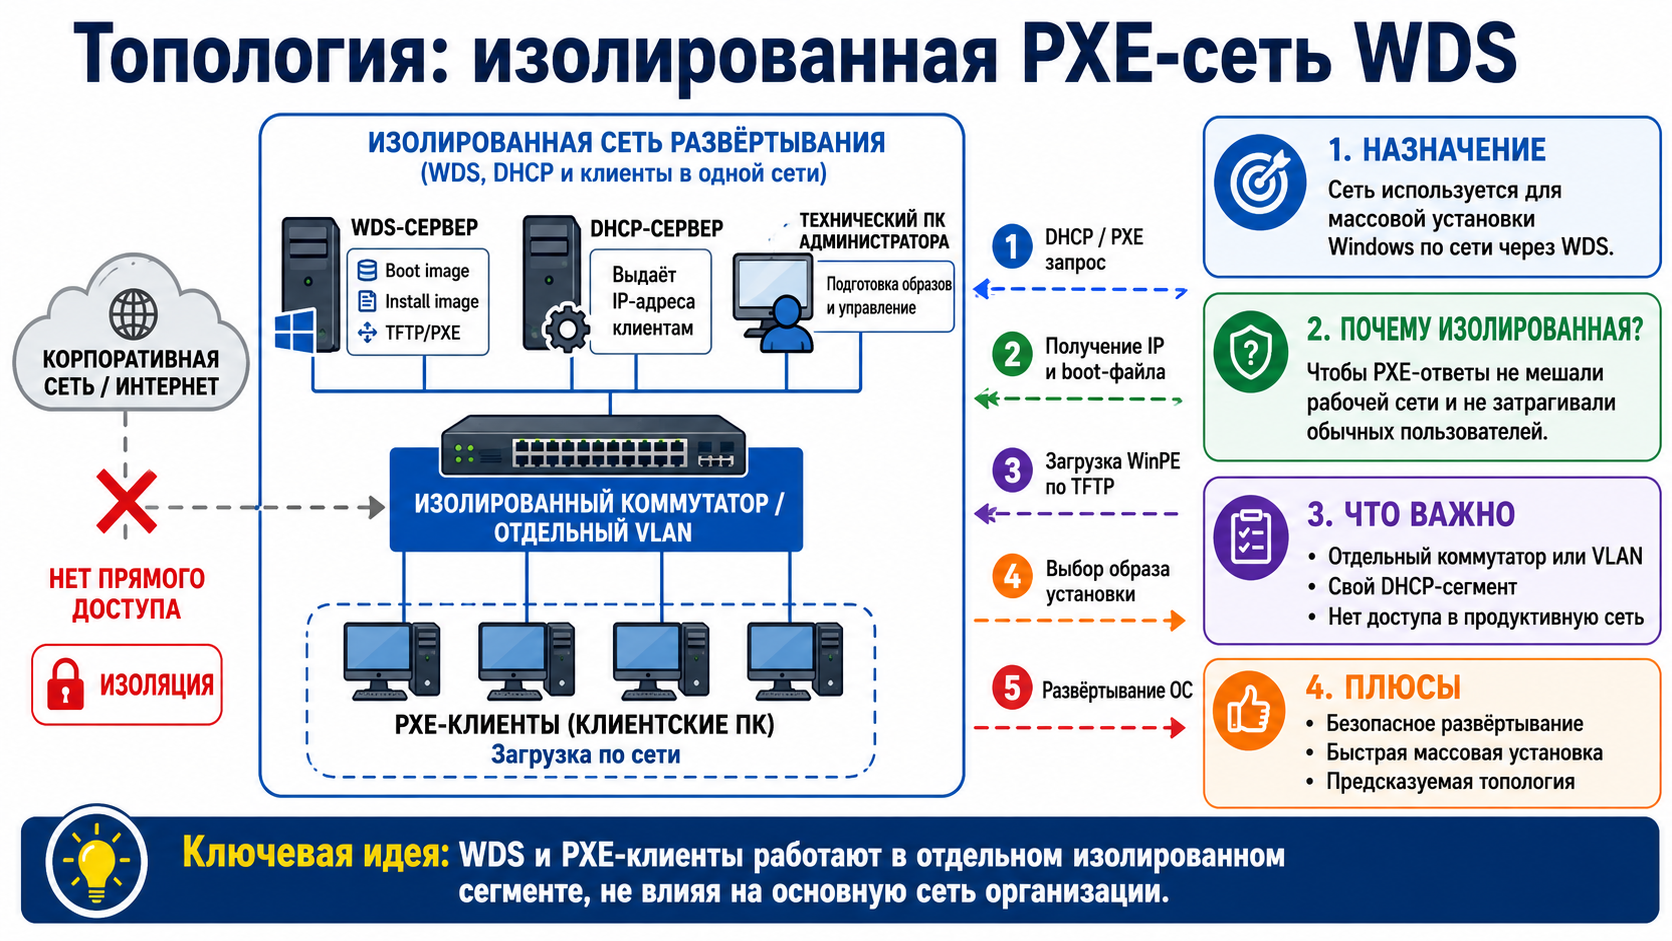 Топология: изолированная PXE-сеть WDS
ИЗОЛИРОВАННАЯ СЕТЬ РАЗВЁРТЫВАНИЯ
(WDS, DHCP и клиенты в одной сети)
WDS-СЕРВЕР
Boot image
Install image
TFTP/PXE
DHCP-СЕРВЕР
Выдаёт
IP-адреса
клиентам
ТЕХНИЧЕСКИЙ ПК
АДМИНИСТРАТОРА
Подготовка образов
и управление
КОРПОРАТИВНАЯ
СЕТЬ / ИНТЕРНЕТ
НЕТ ПРЯМОГО
ДОСТУПА
ИЗОЛЯЦИЯ
ИЗОЛИРОВАННЫЙ КОММУТАТОР /
ОТДЕЛЬНЫЙ VLAN
PXE-КЛИЕНТЫ (КЛИЕНТСКИЕ ПК)
Загрузка по сети
1 DHCP / PXE
запрос
2 Получение IP
и boot-файла
3 Загрузка WinPE
по TFTP
4 Выбор образа
установки
5 Развёртывание ОС
1. НАЗНАЧЕНИЕ
Сеть используется для
массовой установки
Windows по сети через WDS.
2. ПОЧЕМУ ИЗОЛИРОВАННАЯ?
Чтобы PXE-ответы не мешали
рабочей сети и не затрагивали
обычных пользователей.
3. ЧТО ВАЖНО
• Отдельный коммутатор или VLAN
• Свой DHCP-сегмент
• Нет доступа в продуктивную сеть
4. ПЛЮСЫ
• Безопасное развёртывание
• Быстрая массовая установка
• Предсказуемая топология
Ключевая идея: WDS и PXE-клиенты работают в отдельном изолированном
сегменте, не влияя на основную сеть организации.